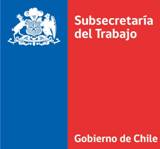 Subsecretaría
del Trabajo
Gobierno de Chile